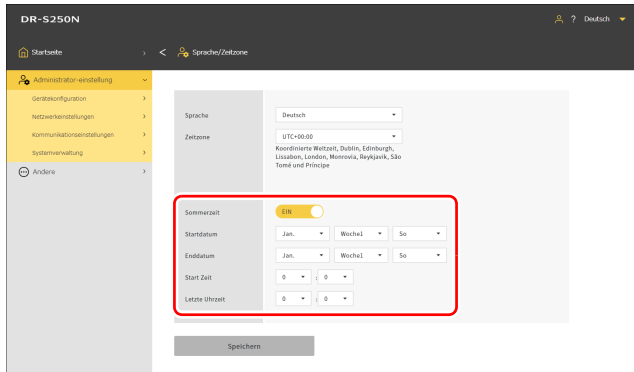 DR-S250N
? Deutsch
Startseite
Sprache/Zeitzone
Administrator-einstellung
Gerätekonfiguration
Netzwerkeinstellungen
Kommunikationseinstellungen
Systemverwaltung
Andere
Sprache Deutsch
Zeitzone UTC+00:00
Koordinierte Weltzeit, Dublin, Edinburgh,
Lissabon, London, Monrovia, Reykjavik, São
Tomé und Príncipe
Sommerzeit EIN
Startdatum Jan. Woche1 So
Enddatum Jan. Woche1 So
Start Zeit 0 : 0
Letzte Uhrzeit 0 : 0
Speichern